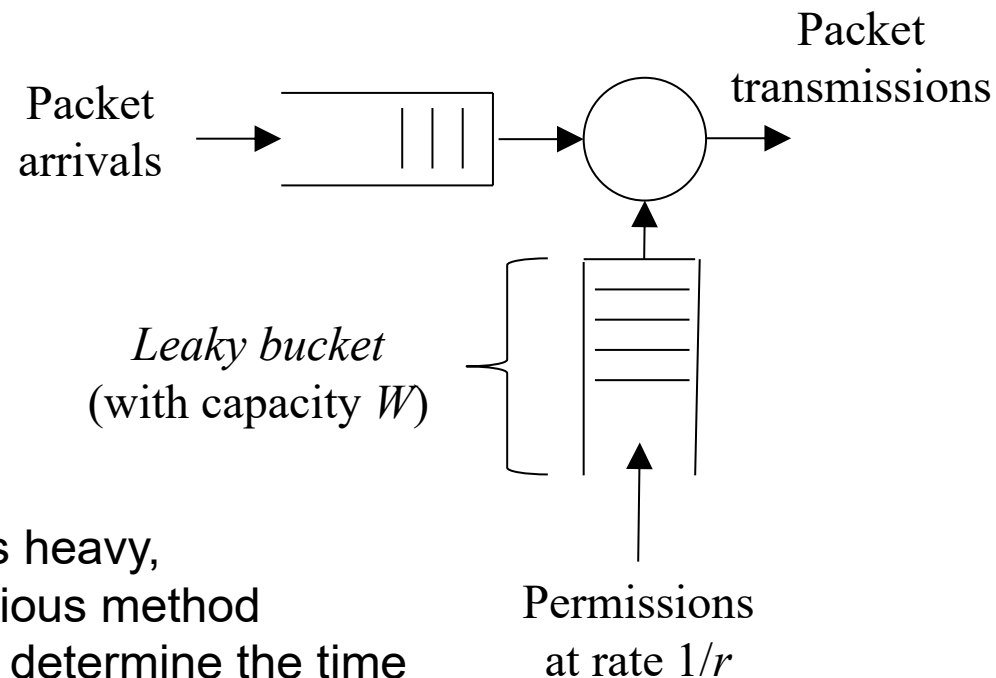 Packet
transmissions
Packet
arrivals
Leaky bucket
(with capacity W)
s heavy,
ious method
determine the time
Permissions
at rate 1/r